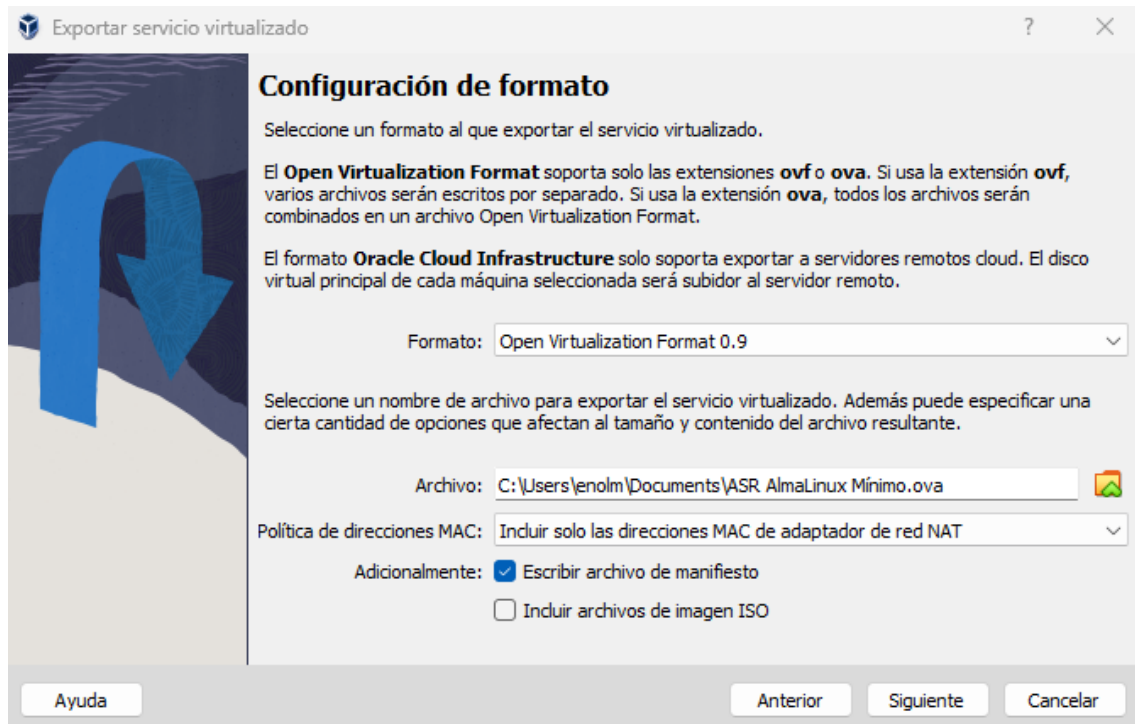 Exportar servicio virtualizado
?
Configuración de formato
Seleccione un formato al que exportar el servicio virtualizado.
El Open Virtualization Format soporta solo las extensiones ovf o ova. Si usa la extensión ovf,
varios archivos serán escritos por separado. Si usa la extensión ova, todos los archivos serán
combinados en un archivo Open Virtualization Format.
El formato Oracle Cloud Infrastructure solo soporta exportar a servidores remotos cloud. El disco
virtual principal de cada máquina seleccionada será subidor al servidor remoto.
Formato: Open Virtualization Format 0.9
Seleccione un nombre de archivo para exportar el servicio virtualizado. Además puede especificar una
cierta cantidad de opciones que afectan al tamaño y contenido del archivo resultante.
Archivo: C:\Users\enolm\Documents\ASR AlmaLinux Mínimo.ova
Política de direcciones MAC: Incluir solo las direcciones MAC de adaptador de red NAT
Adicionalmente: Escribir archivo de manifiesto
Incluir archivos de imagen ISO
Ayuda Anterior Siguiente Cancelar